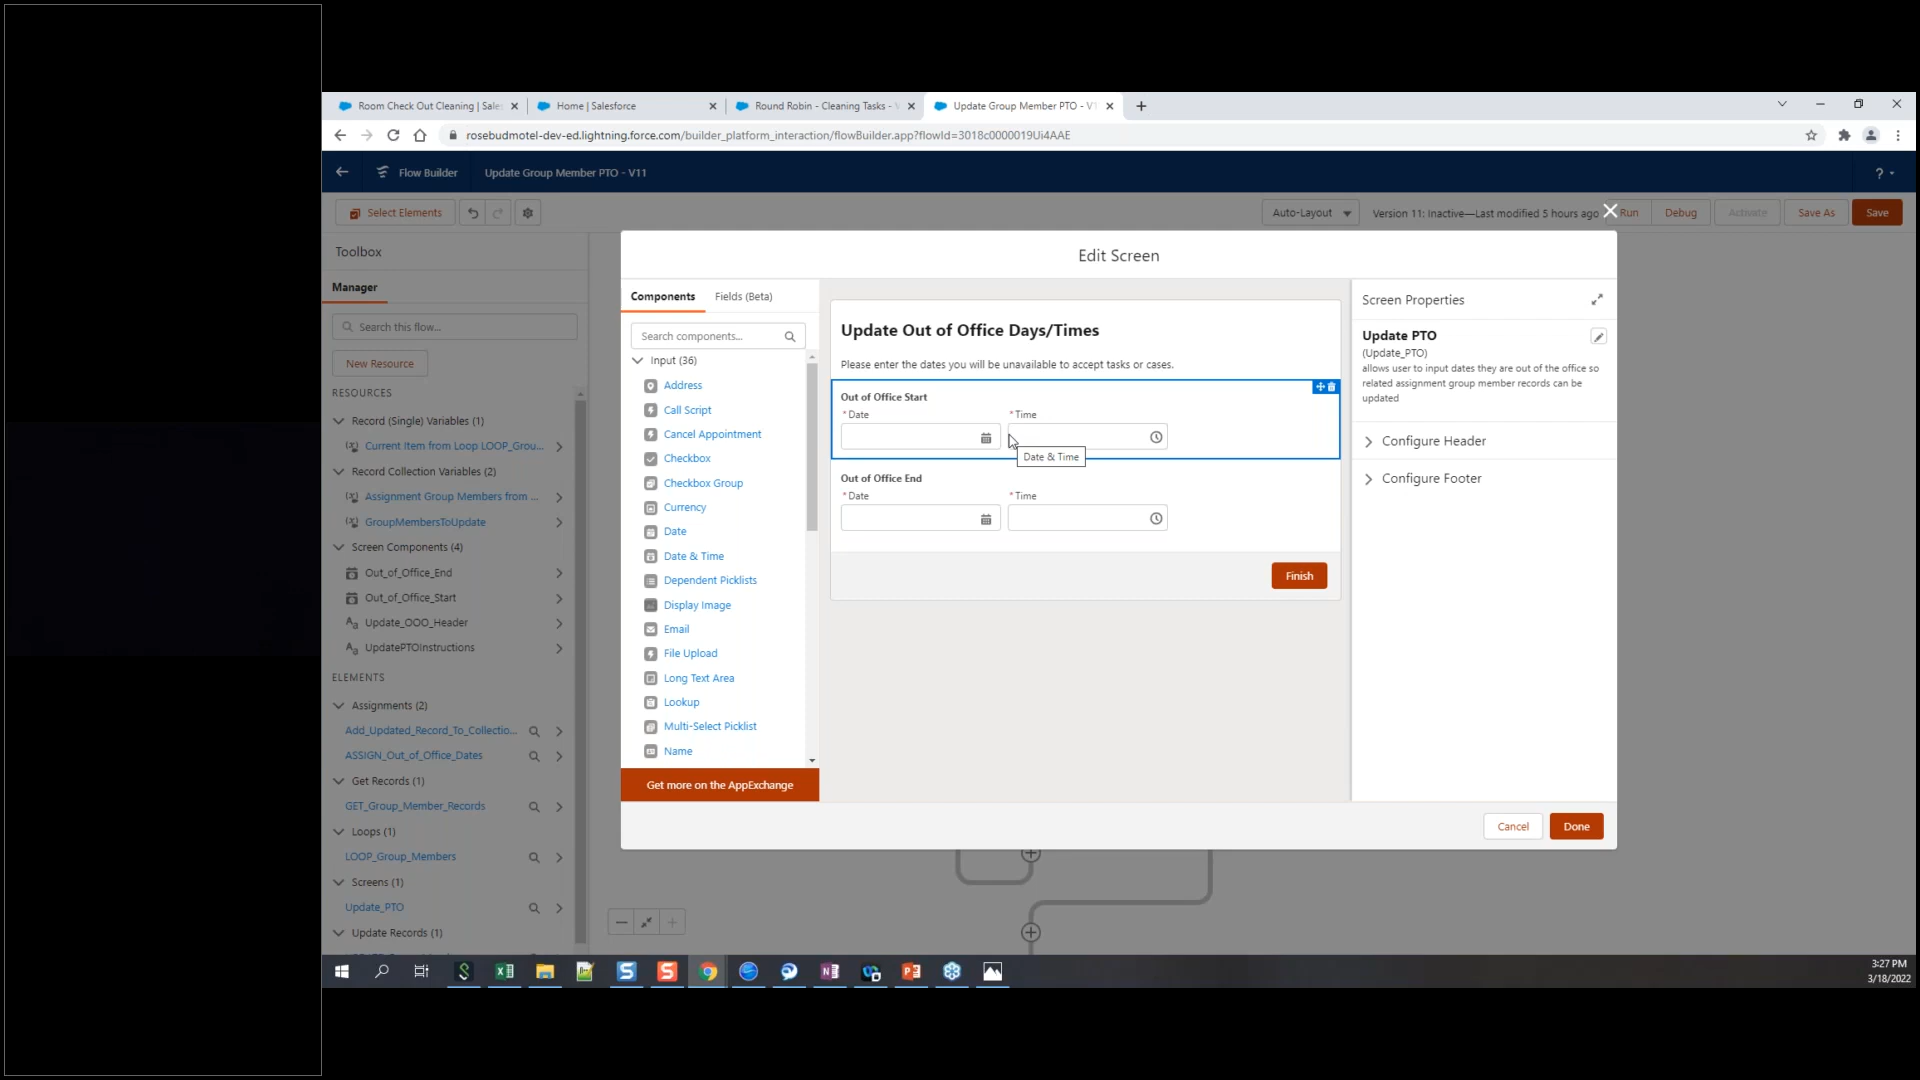 Room Check Out Cleaning | Sale
Home | Salesforce
Round Robin - Cleaning Tasks -
Update Group Member PTO - V1
rosebudmotel-dev-ed.lightning.force.com/builder_platform_interaction/flowBuilder.app?flowId=3018c0000019Ui4AAE
Flow Builder
Update Group Member PTO - V11
?
Select Elements
Auto-Layout
Version 11: Inactive—Last modified 5 hours ago
Run
Debug
Activate
Save As
Save
Toolbox
Manager
Search this flow...
New Resource
RESOURCES
Record (Single) Variables (1)
Current Item from Loop LOOP_Grou...
Record Collection Variables (2)
Assignment Group Members from ...
GroupMembersToUpdate
Screen Components (4)
Out_of_Office_End
Out_of_Office_Start
Update_OOO_Header
UpdatePTOInstructions
ELEMENTS
Assignments (2)
Add_Updated_Record_To_Collectio...
ASSIGN_Out_of_Office_Dates
Get Records (1)
GET_Group_Member_Records
Loops (1)
LOOP_Group_Members
Screens (1)
Update_PTO
Update Records (1)
Edit Screen
Components
Fields (Beta)
Search components...
Input (36)
Address
Call Script
Cancel Appointment
Checkbox
Checkbox Group
Currency
Date
Date & Time
Dependent Picklists
Display Image
Email
File Upload
Long Text Area
Lookup
Multi-Select Picklist
Name
Get more on the AppExchange
Update Out of Office Days/Times
Please enter the dates you will be unavailable to accept tasks or cases.
Out of Office Start
* Date
* Time
Date & Time
Out of Office End
* Date
* Time
Finish
Screen Properties
Update PTO
(Update_PTO)
allows user to input dates they are out of the office so
related assignment group member records can be
updated
Configure Header
Configure Footer
Cancel
Done
3:27 PM
3/18/2022